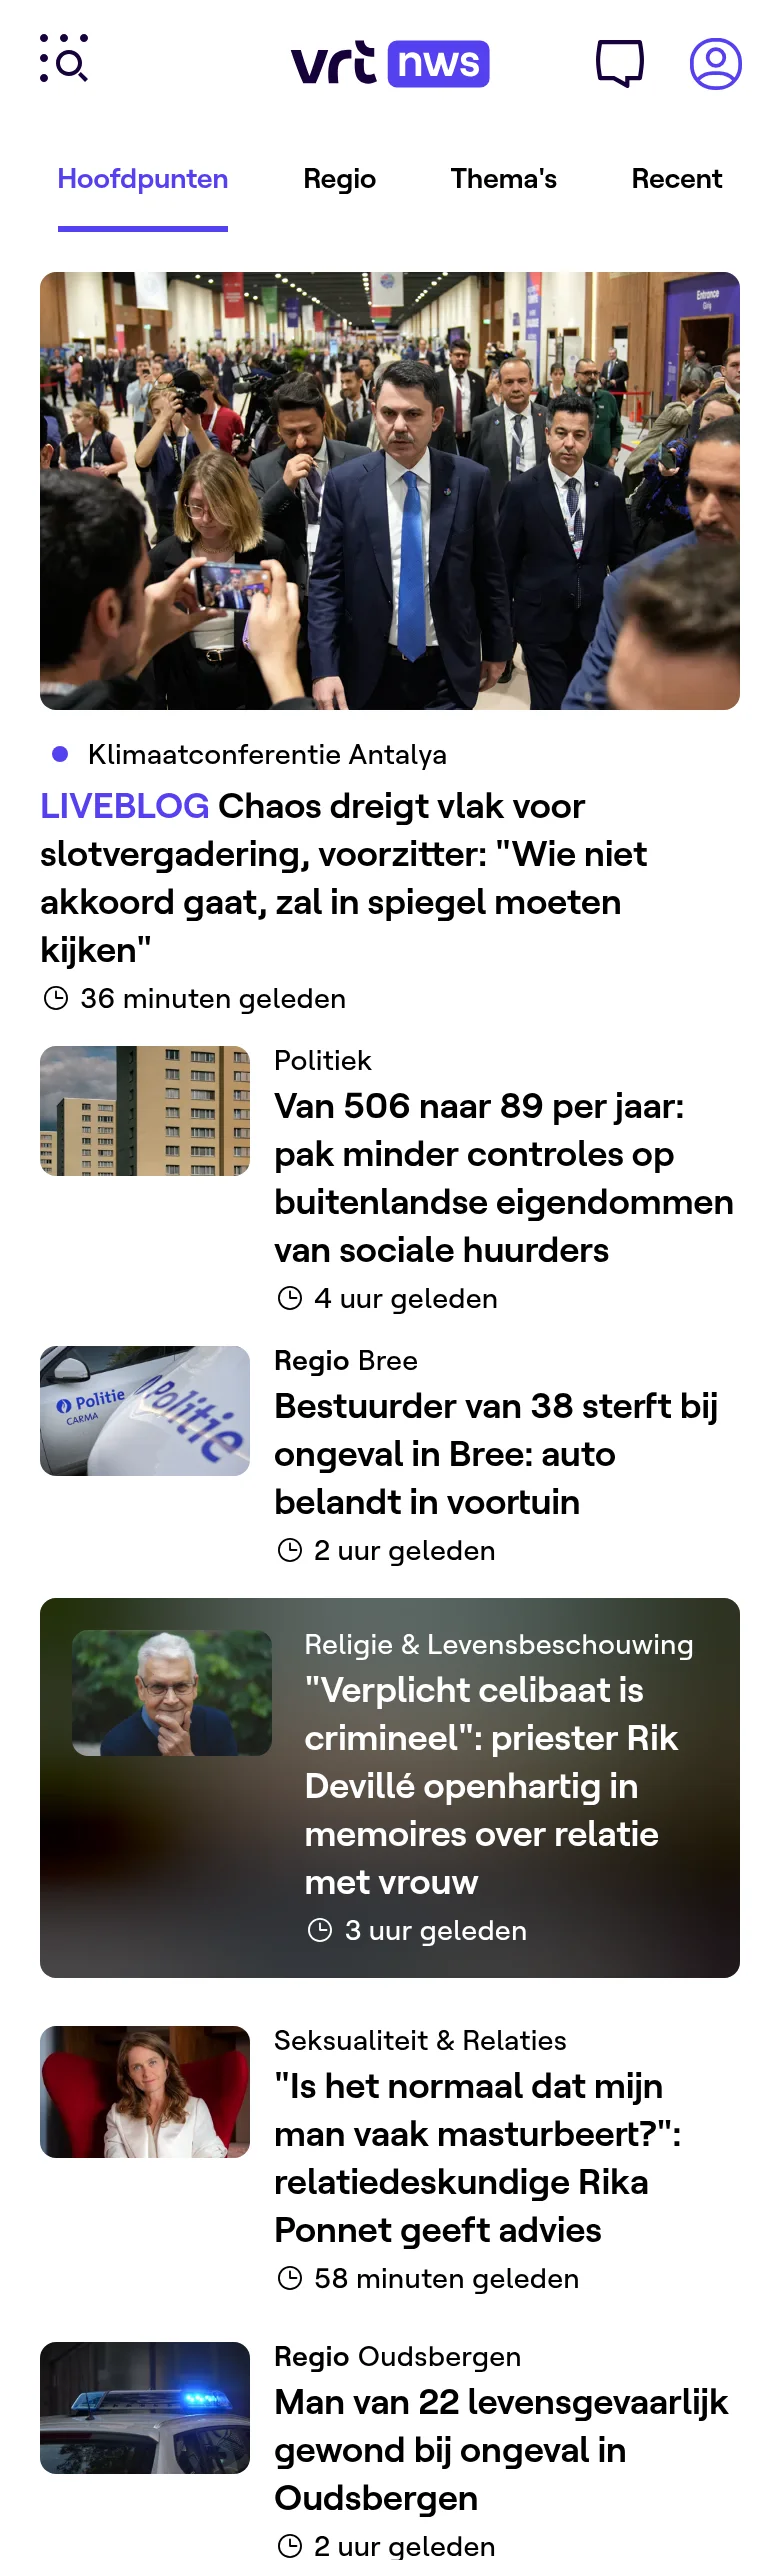 vrt nws
Hoofdpunten Regio Thema's Recent
Entrance
Klimaatconferentie Antalya
LIVEBLOG Chaos dreigt vlak voor
slotvergadering, voorzitter: "Wie niet
akkoord gaat, zal in spiegel moeten
kijken"
36 minuten geleden
Politiek
Van 506 naar 89 per jaar:
pak minder controles op
buitenlandse eigendommen
van sociale huurders
4 uur geleden
Politie
CARMA
Politie
Regio Bree
Bestuurder van 38 sterft bij
ongeval in Bree: auto
belandt in voortuin
2 uur geleden
Religie & Levensbeschouwing
"Verplicht celibaat is
crimineel": priester Rik
Devillé openhartig in
memoires over relatie
met vrouw
3 uur geleden
Seksualiteit & Relaties
"Is het normaal dat mijn
man vaak masturbeert?":
relatiedeskundige Rika
Ponnet geeft advies
58 minuten geleden
Regio Oudsbergen
Man van 22 levensgevaarlijk
gewond bij ongeval in
Oudsbergen
2 uur geleden